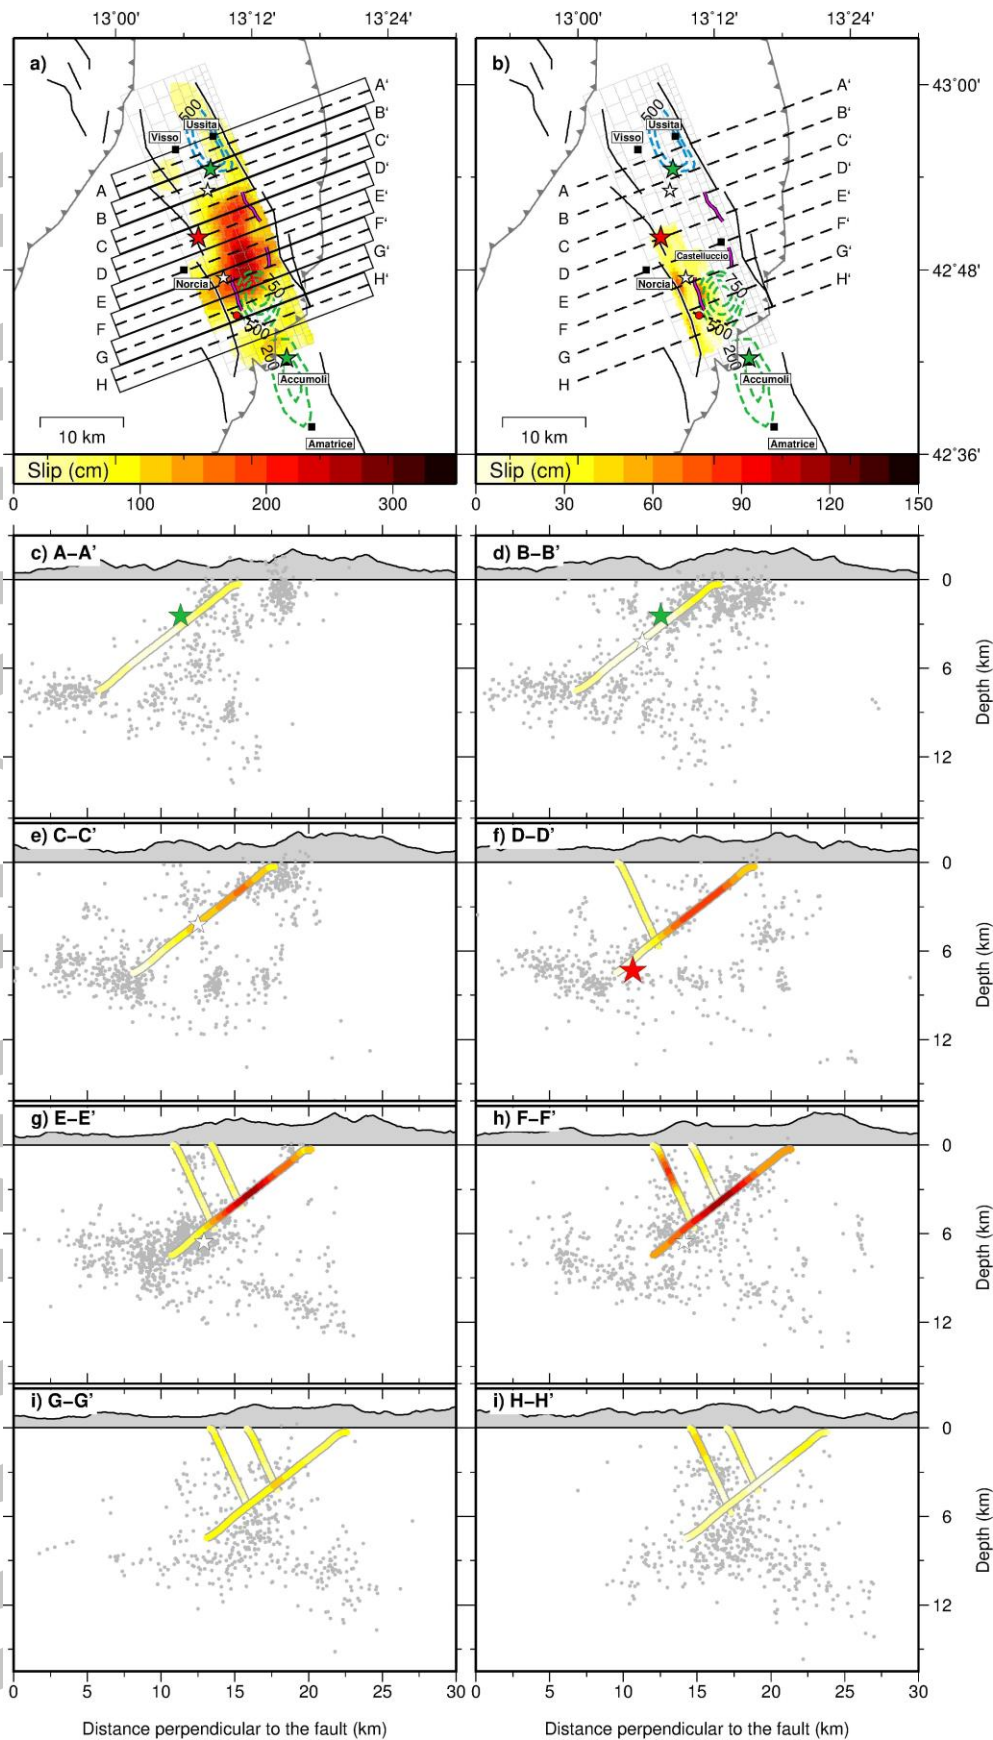 13°00' 13°12' 13°24' 13°00' 13°12' 13°24'
a)
500
Ussita
Visso
A'
B'
C'
D'
E'
F'
G'
H'
A
B
C
D
E
F
G
H
Norcia
750
500
200
Accumoli
Amatrice
10 km
b)
500
Ussita
Visso
A'
B'
C'
D'
E'
F'
G'
H'
A
B
C
D
E
F
G
H
Castelluccio
Norcia
750
500
200
Accumoli
Amatrice
10 km
43°00'
42°48'
42°36'
Slip (cm)
0 100 200 300
Slip (cm)
0 30 60 90 120 150
c) A–A’
d) B–B’
0
6
12
Depth (km)
e) C–C’
f) D–D’
0
6
12
Depth (km)
g) E–E’
h) F–F’
0
6
12
Depth (km)
i) G–G’
i) H–H’
0
6
12
Depth (km)
0 5 10 15 20 25 30
0 5 10 15 20 25 30
Distance perpendicular to the fault (km)
Distance perpendicular to the fault (km)